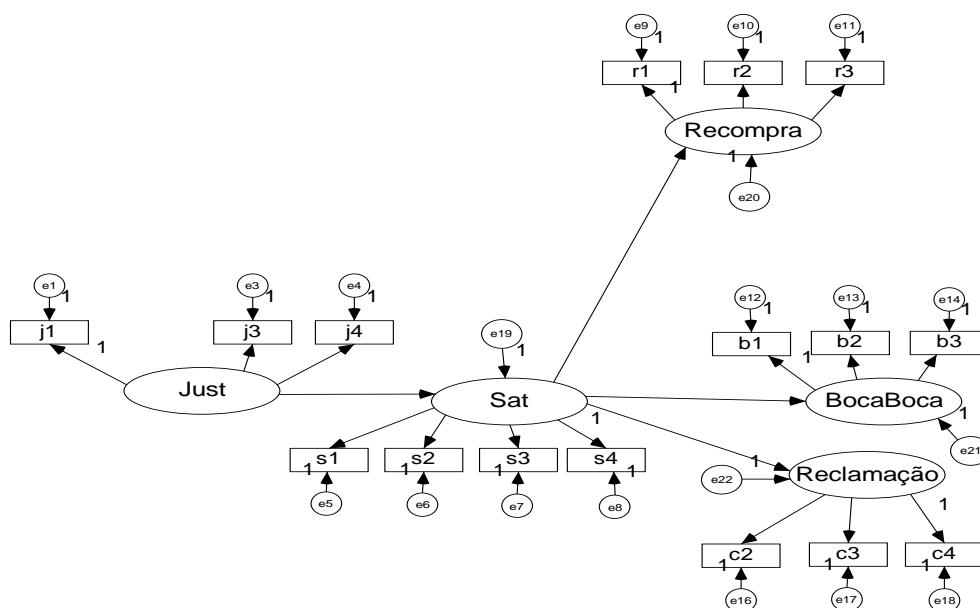 e9 1 e10 1 e11 1
r1 r2 r3
1
Recompra
1
e20
e1 1 e3 1 e4 1
j1 j3 j4
1
e19 1
e12 1 e13 1 e14 1
b1 b2 b3
1
Just
Sat
BocaBoca
1 1
s1 s2 s3 s4
1 1 1 1
e5 e6 e7 e8
e21
e22 1
Reclamação
1
c2 c3 c4
1 1 1
e16 e17 e18